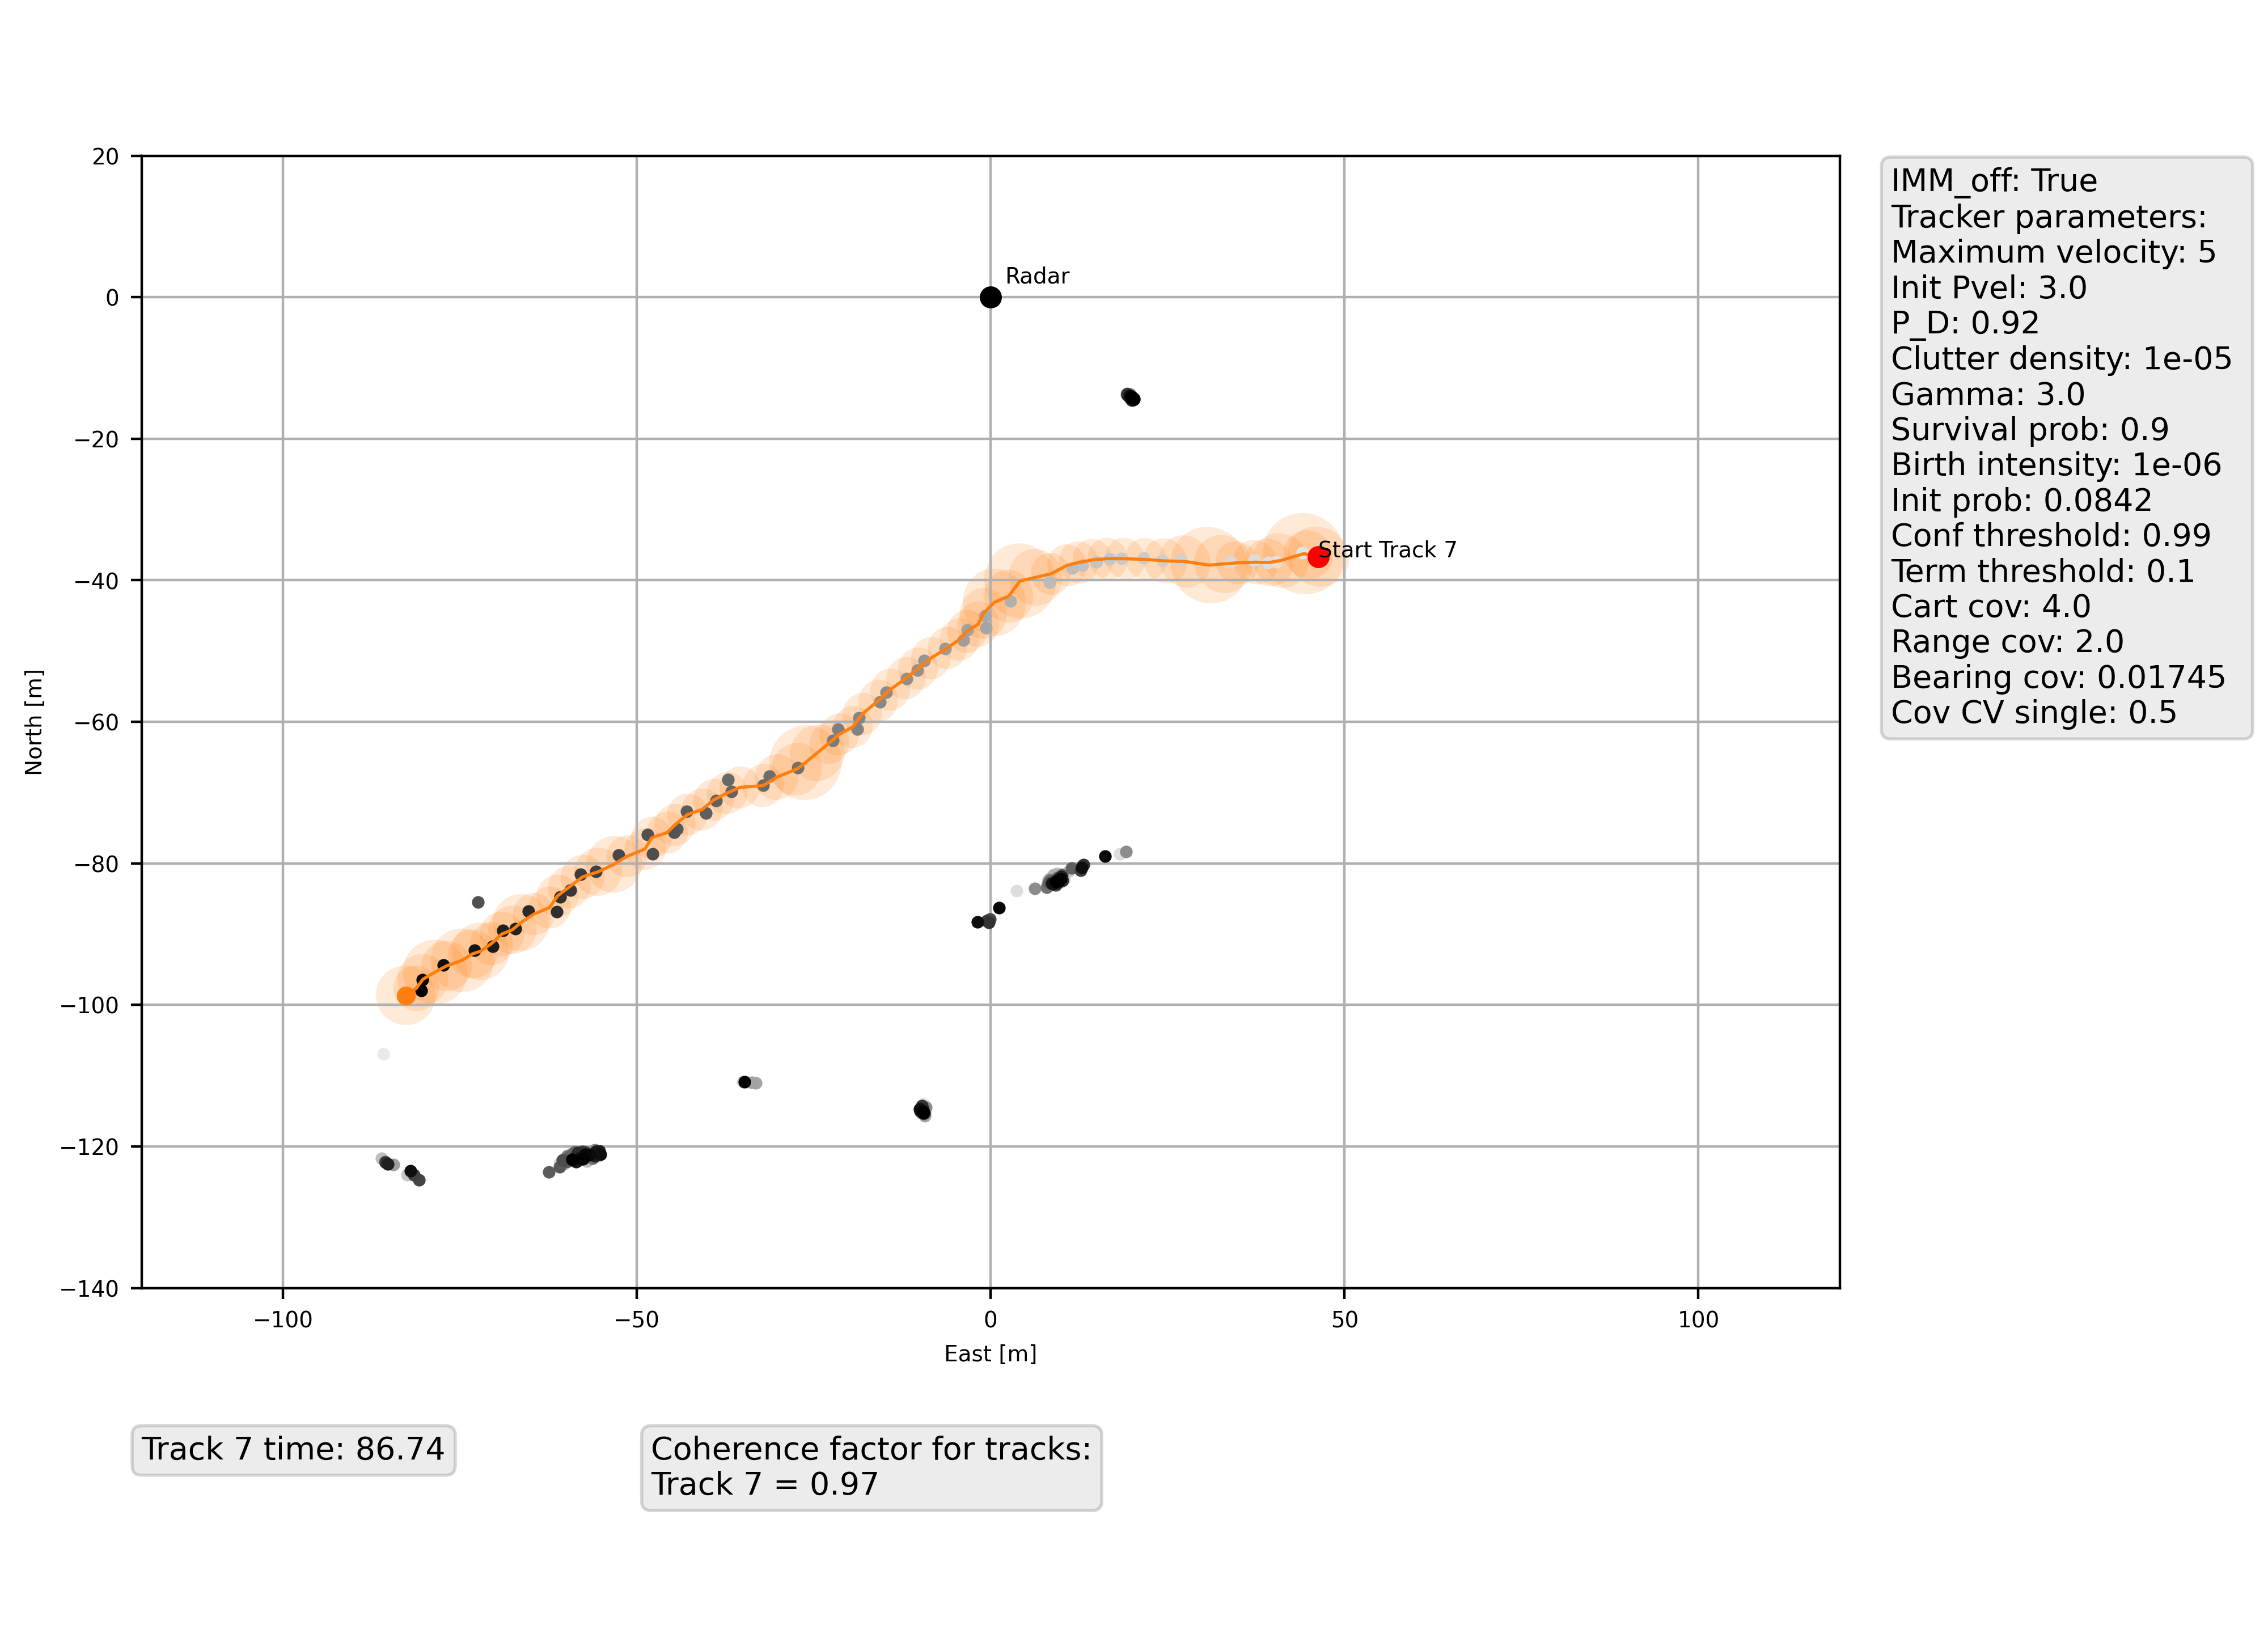 20
0
−20
−40
−60
−80
−100
−120
−140
North [m]
Radar
Start Track 7
−100
−50
0
50
100
East [m]
IMM_off: True
Tracker parameters:
Maximum velocity: 5
Init Pvel: 3.0
P_D: 0.92
Clutter density: 1e-05
Gamma: 3.0
Survival prob: 0.9
Birth intensity: 1e-06
Init prob: 0.0842
Conf threshold: 0.99
Term threshold: 0.1
Cart cov: 4.0
Range cov: 2.0
Bearing cov: 0.01745
Cov CV single: 0.5
Track 7 time: 86.74
Coherence factor for tracks:
Track 7 = 0.97